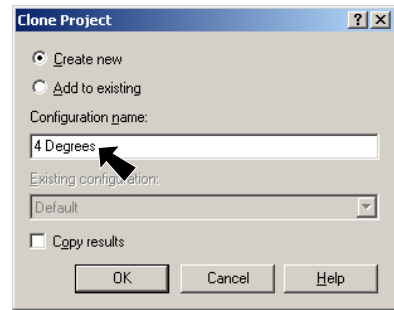 Clone Project
Create new
Add to existing
Configuration name:
4 Degrees
Existing configuration:
Default
Copy results
OK Cancel Help